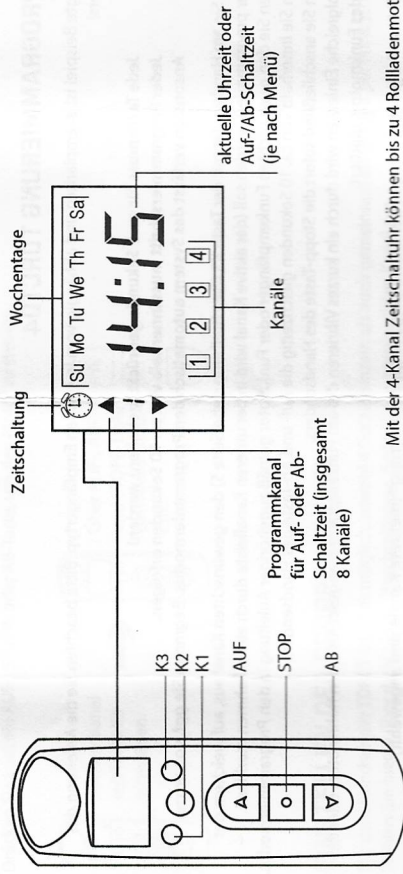 Zeitschaltung
Wochentage
Su Mo Tu We Th Fr Sa
14:15
1
1 2 3 4
aktuelle Uhrzeit oder
Auf-/Ab-Schaltzeit
(je nach Menü)
Kanäle
Programmkanal
für Auf- oder Ab-
Schaltzeit (insgesamt
8 Kanäle)
K3
K2
K1
AUF
STOP
AB
Mit der 4-Kanal Zeitschaltuhr können bis zu 4 Rollladenmot